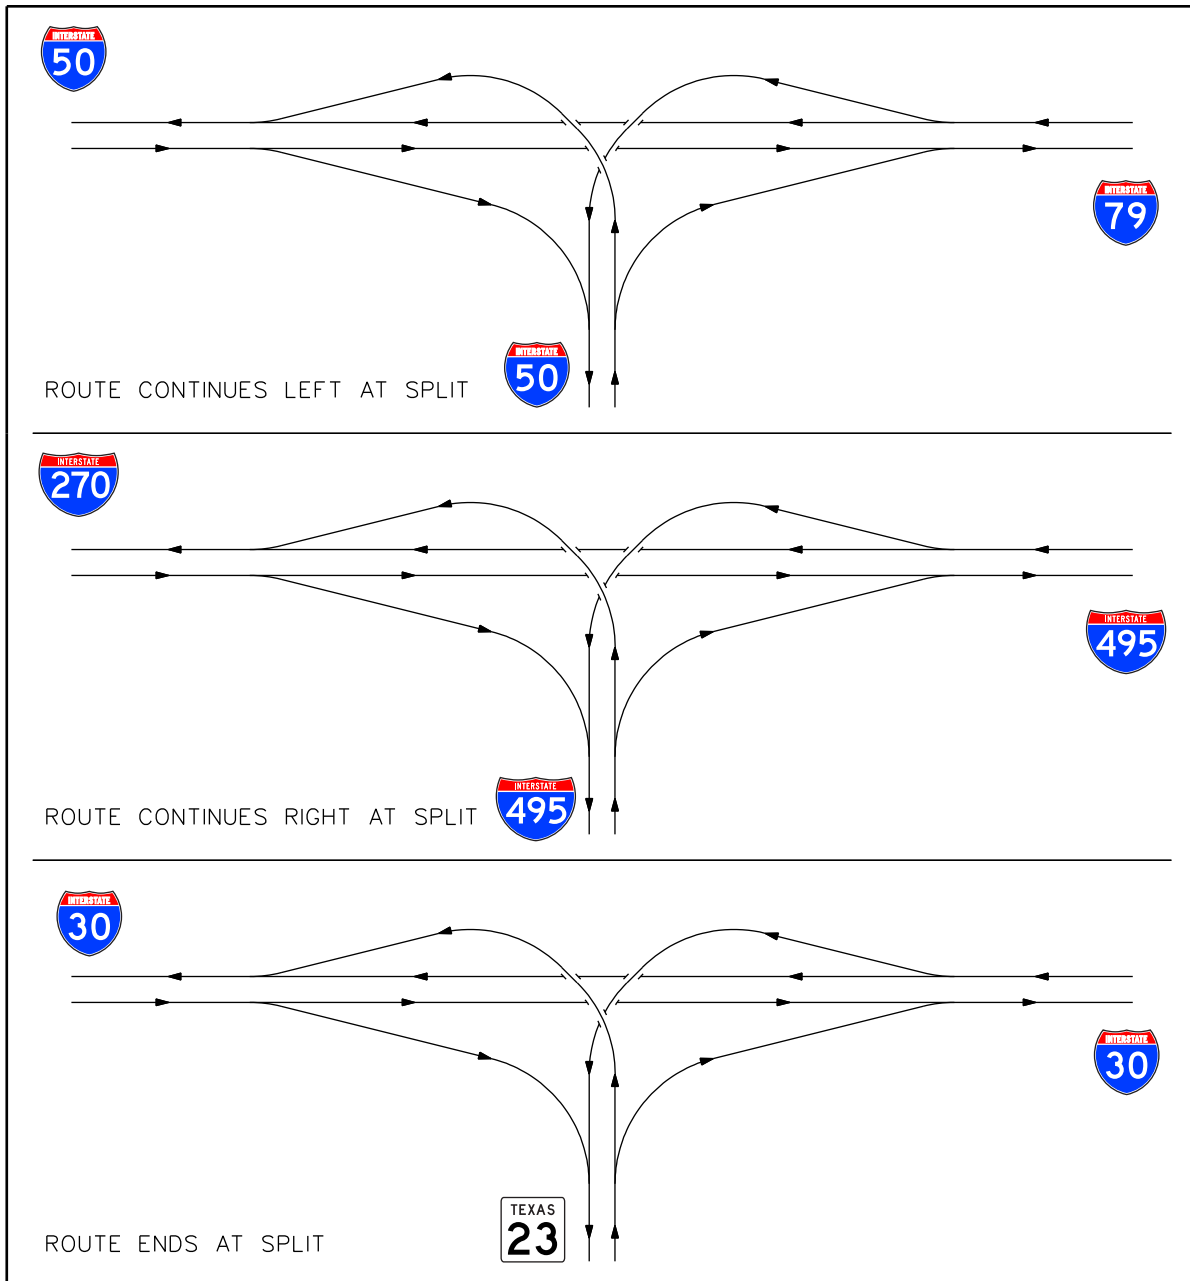 INTERSTATE
50
INTERSTATE
79
INTERSTATE
50
ROUTE CONTINUES LEFT AT SPLIT
INTERSTATE
270
INTERSTATE
495
INTERSTATE
495
ROUTE CONTINUES RIGHT AT SPLIT
INTERSTATE
30
INTERSTATE
30
TEXAS
23
ROUTE ENDS AT SPLIT